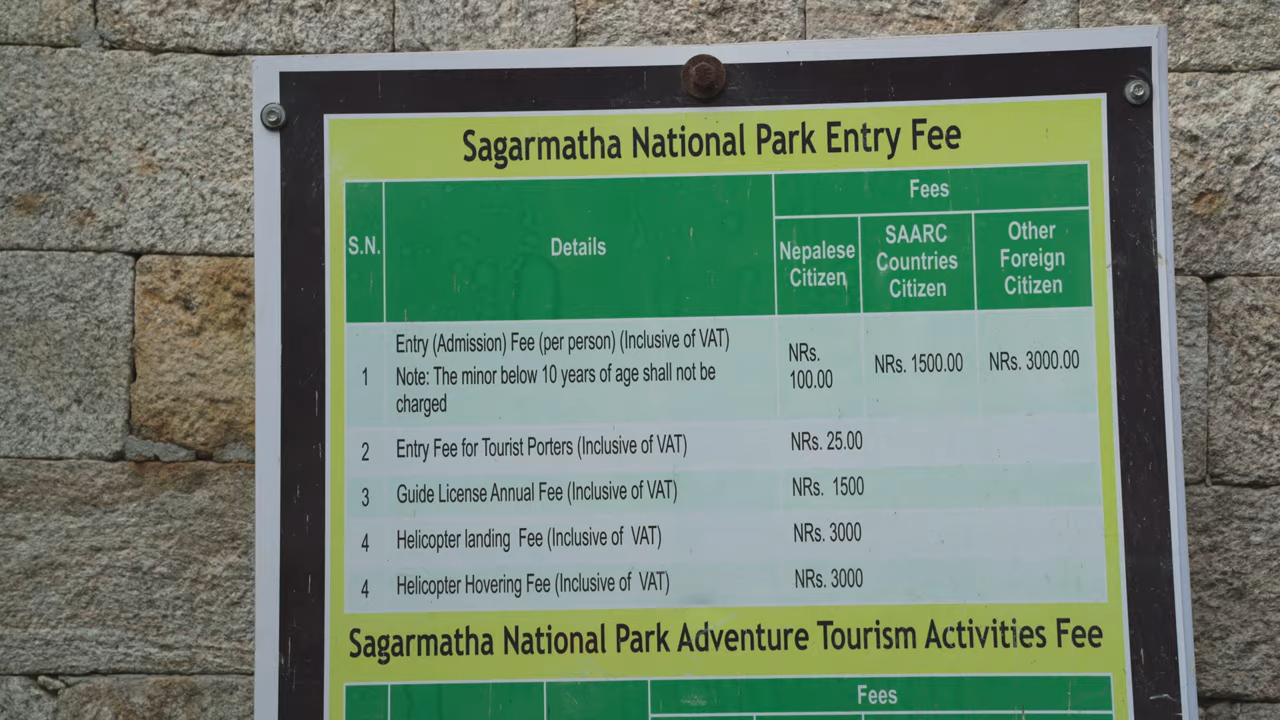 Sagarmatha National Park Entry Fee
S.N.
Details
Fees
Nepalese
Citizen
SAARC
Countries
Citizen
Other
Foreign
Citizen
1
Entry (Admission) Fee (per person) (Inclusive of VAT)
Note: The minor below 10 years of age shall not be
charged
NRs.
100.00
NRs. 1500.00
NRs. 3000.00
2
Entry Fee for Tourist Porters (Inclusive of VAT)
NRs. 25.00
3
Guide License Annual Fee (Inclusive of VAT)
NRs. 1500
4
Helicopter landing Fee (Inclusive of VAT)
NRs. 3000
4
Helicopter Hovering Fee (Inclusive of VAT)
NRs. 3000
Sagarmatha National Park Adventure Tourism Activities Fee
Fees